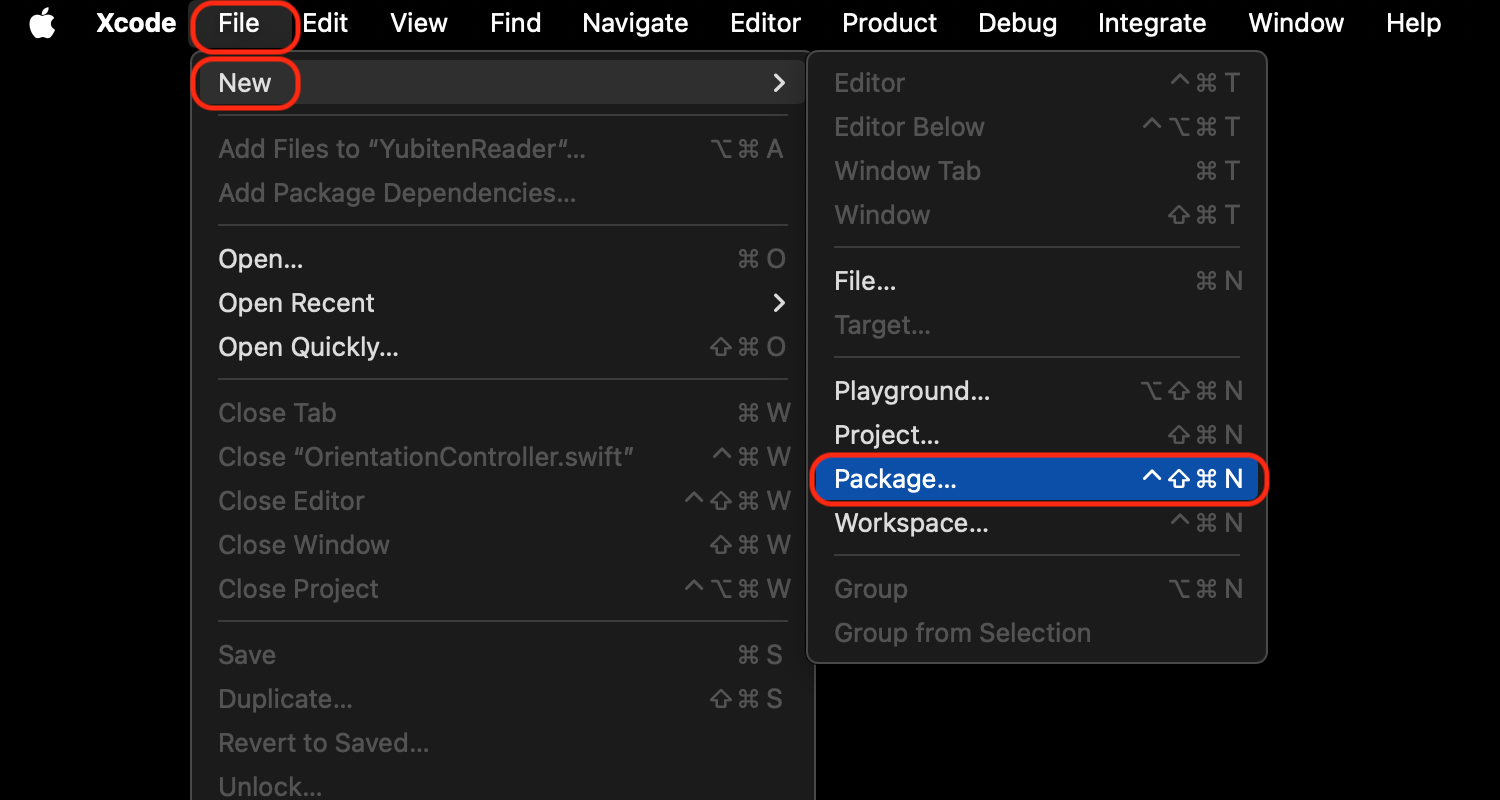 Xcode File Edit View Find Navigate Editor Product Debug Integrate Window Help
New
Add Files to “YubitenReader“... ⌥⌘A
Add Package Dependencies...
Open... ⌘O
Open Recent
Open Quickly... ⇧⌘O
Close Tab ⌘W
Close “OrientationController.swift” ^⌘W
Close Editor ^⇧⌘W
Close Window ⇧⌘W
Close Project ^⌥⌘W
Save ⌘S
Duplicate... ⇧⌘S
Revert to Saved...
Unlock...
Editor ^⌘T
Editor Below ^⌥⌘T
Window Tab ⌘T
Window ⇧⌘T
File... ⌘N
Target...
Playground... ⌥⇧⌘N
Project... ⇧⌘N
Package... ^⇧⌘N
Workspace... ^⌘N
Group ⌥⌘N
Group from Selection